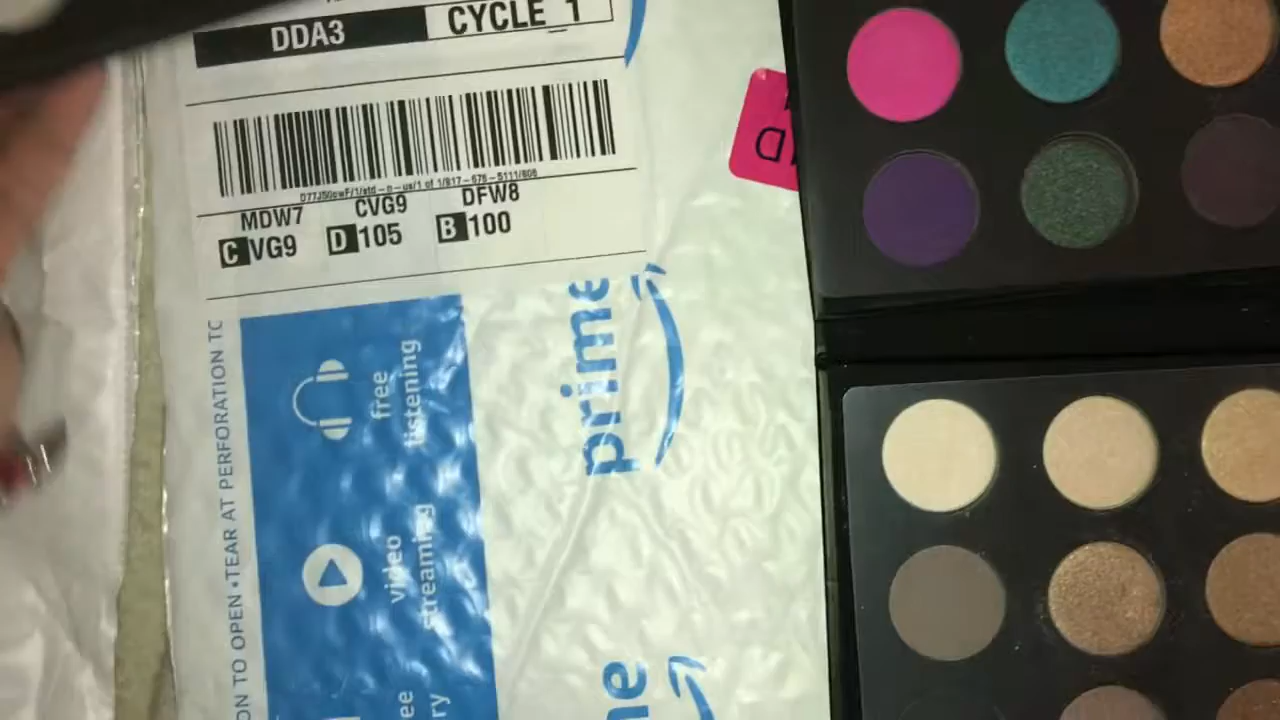 DDA3
CYCLE_1
MDW7 CVG9 DFW8
C VG9 D 105 B 100
prime
free
listening
video
streaming
ON TO OPEN • TEAR AT PERFORATION TO